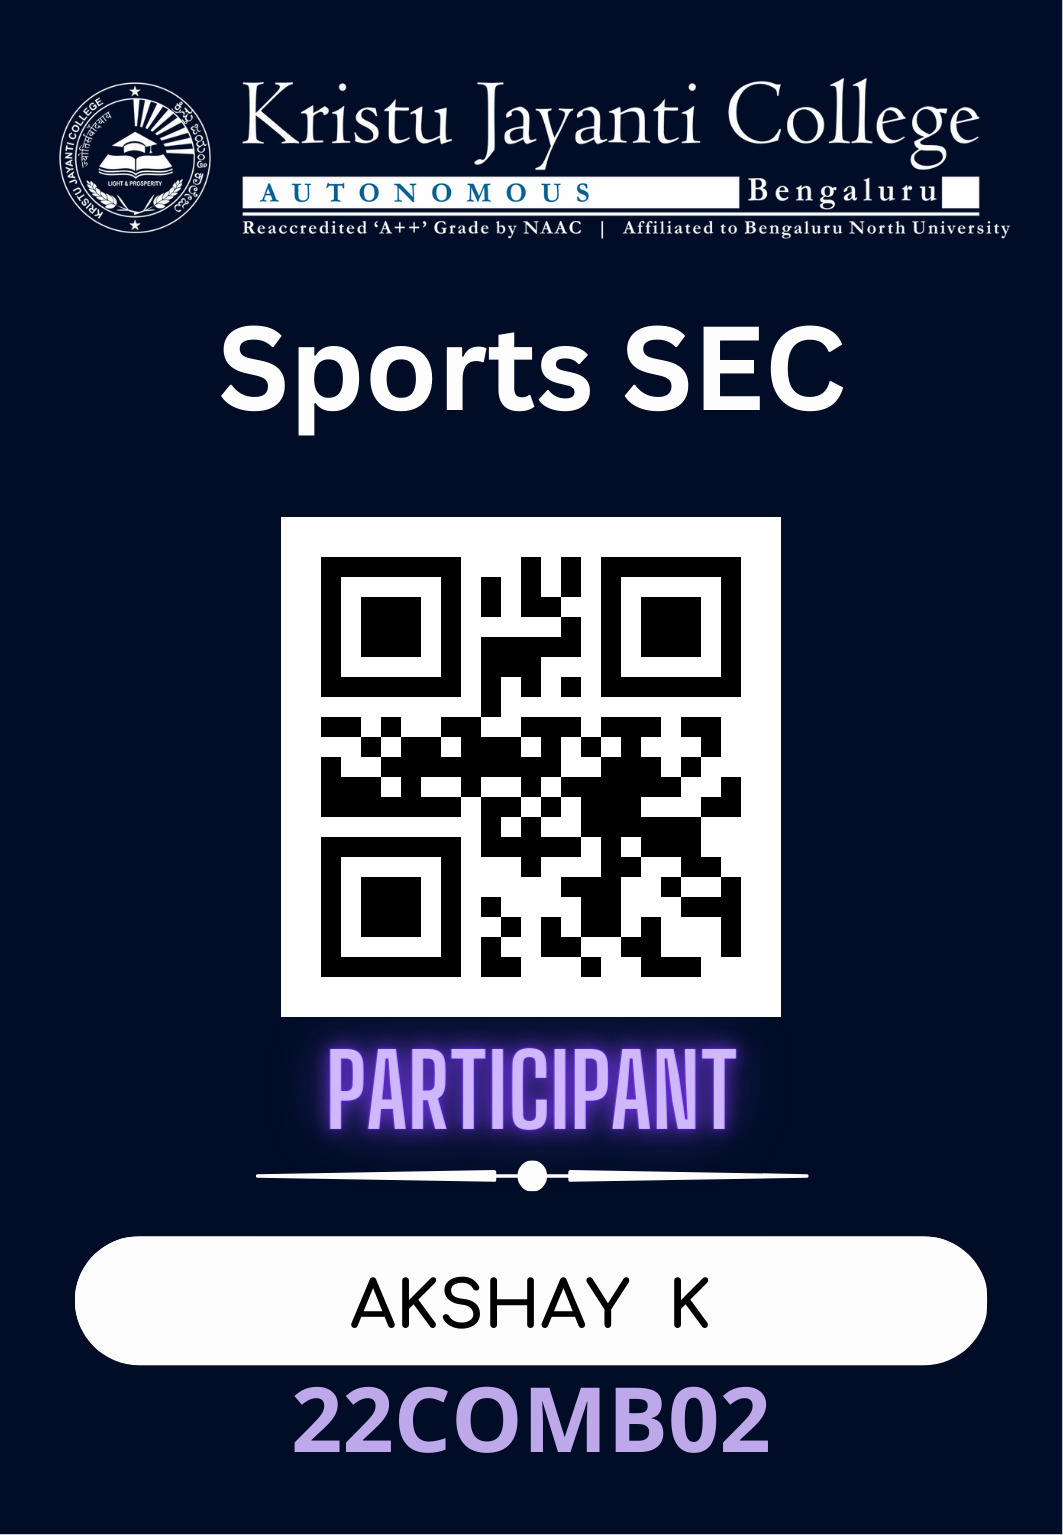 KRISTU JAYANTI COLLEGE
ಕ್ರಿಸ್ತು ಜಯಂತಿ ಕಾಲೇಜು
LIGHT & PROSPERITY
Kristu Jayanti College
AUTONOMOUS Bengaluru
Reaccredited ‘A++’ Grade by NAAC | Affiliated to Bengaluru North University
Sports SEC
PARTICIPANT
AKSHAY K
22COMB02